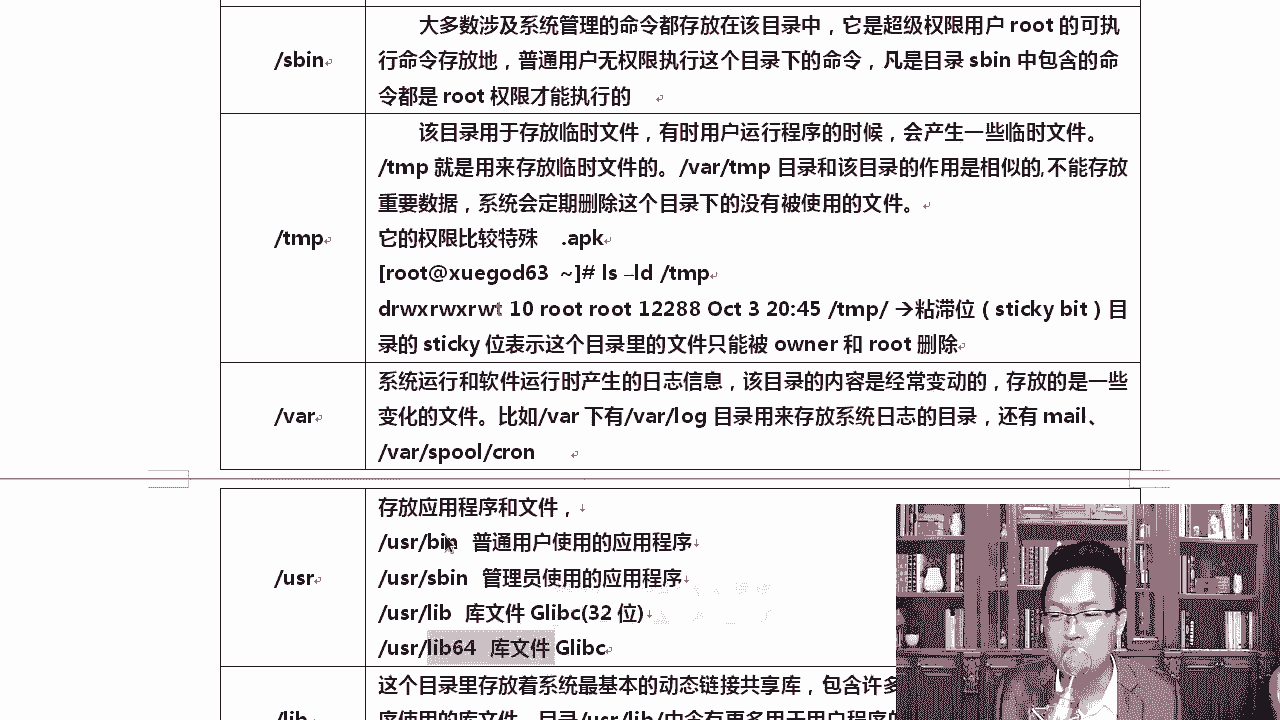 大多数涉及系统管理的命令都存放在该目录中，它是超级权限用户 root 的可执
/sbin
行命令存放地，普通用户无权限执行这个目录下的命令，凡是目录 sbin 中包含的命
令都是 root 权限才能执行的
该目录用于存放临时文件，有时用户运行程序的时候，会产生一些临时文件。
/tmp 就是用来存放临时文件的。/var/tmp 目录和该目录的作用是相似的,不能存放
重要数据，系统会定期删除这个目录下的没有被使用的文件。
/tmp
它的权限比较特殊 .apk
[root@xuegod63 ~]# ls –ld /tmp
drwxrwxrwt 10 root root 12288 Oct 3 20:45 /tmp/ →粘滞位（sticky bit）目
录的 sticky 位表示这个目录里的文件只能被 owner 和 root 删除
系统运行和软件运行时产生的日志信息，该目录的内容是经常变动的，存放的是一些
/var
变化的文件。比如/var 下有/var/log 目录用来存放系统日志的目录，还有 mail、
/var/spool/cron
存放应用程序和文件，
/usr/bin 普通用户使用的应用程序
/usr
/usr/sbin 管理员使用的应用程序
/usr/lib 库文件 Glibc(32 位)
/usr/lib64 库文件 Glibc
这个目录里存放着系统最基本的动态链接共享库，包含许多
/lib
序使用的库文件，目录/usr/lib/中含有更多用于用户程序的